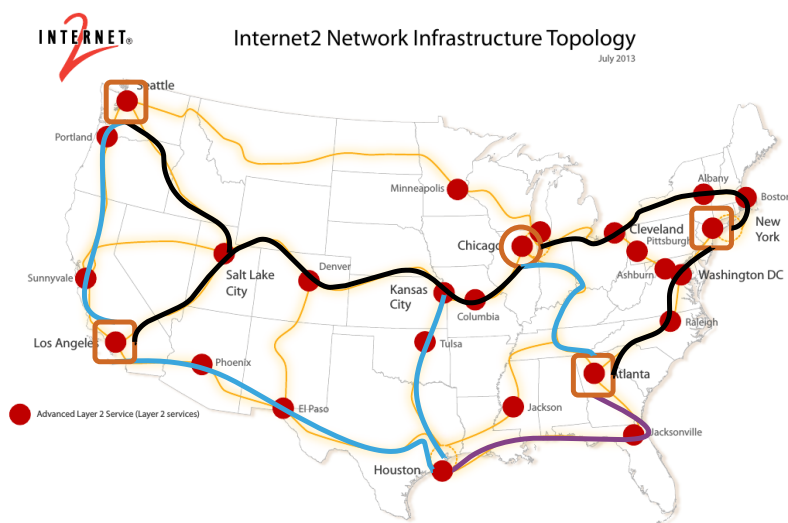 INTERNET®
2
Internet2 Network Infrastructure Topology
July 2013
Seattle
Portland
Minneapolis
Albany
Boston
New
York
Cleveland
Pittsburgh
Chicago
Ashburn
Washington DC
Salt Lake
City
Denver
Kansas
City
Columbia
Sunnyvale
Raleigh
Los Angeles
Tulsa
Phoenix
Atlanta
El Paso
Jackson
Advanced Layer 2 Service (Layer 2 services)
Jacksonville
Houston